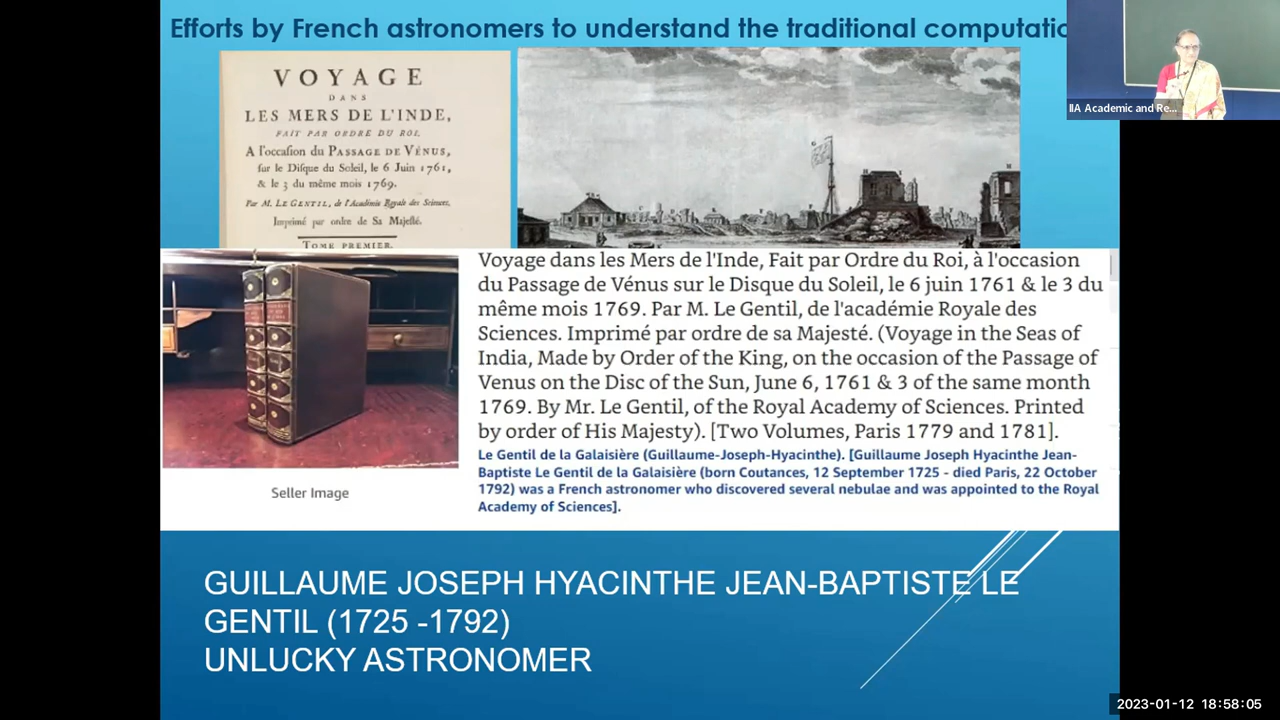 Efforts by French astronomers to understand the traditional computatio
VOYAGE
DANS
LES MERS DE L'INDE,
FAIT PAR ORDRE DU ROI,
A l'occasion du PASSAGE DE VÉNUS,
sur le Disque du Soleil, le 6 Juin 1761,
& le 3 du même mois 1769.
Par M. LE GENTIL, de l'Académie Royale des Sciences.
Imprimé par ordre de Sa Majesté.
TOME PREMIER.
IIA Academic and Re...
Voyage dans les Mers de l'Inde, Fait par Ordre du Roi, à l'occasion
du Passage de Vénus sur le Disque du Soleil, le 6 juin 1761 & le 3 du
même mois 1769. Par M. Le Gentil, de l'académie Royale des
Sciences. Imprimé par ordre de sa Majesté. (Voyage in the Seas of
India, Made by Order of the King, on the occasion of the Passage of
Venus on the Disc of the Sun, June 6, 1761 & 3 of the same month
1769. By Mr. Le Gentil, of the Royal Academy of Sciences. Printed
by order of His Majesty). [Two Volumes, Paris 1779 and 1781].
Le Gentil de la Galaisière (Guillaume-Joseph-Hyacinthe). [Guillaume Joseph Hyacinthe Jean-
Baptiste Le Gentil de la Galaisière (born Coutances, 12 September 1725 - died Paris, 22 October
1792) was a French astronomer who discovered several nebulae and was appointed to the Royal
Academy of Sciences].
Seller Image
GUILLAUME JOSEPH HYACINTHE JEAN-BAPTISTE LE
GENTIL (1725 -1792)
UNLUCKY ASTRONOMER
2023-01-12 18:58:05